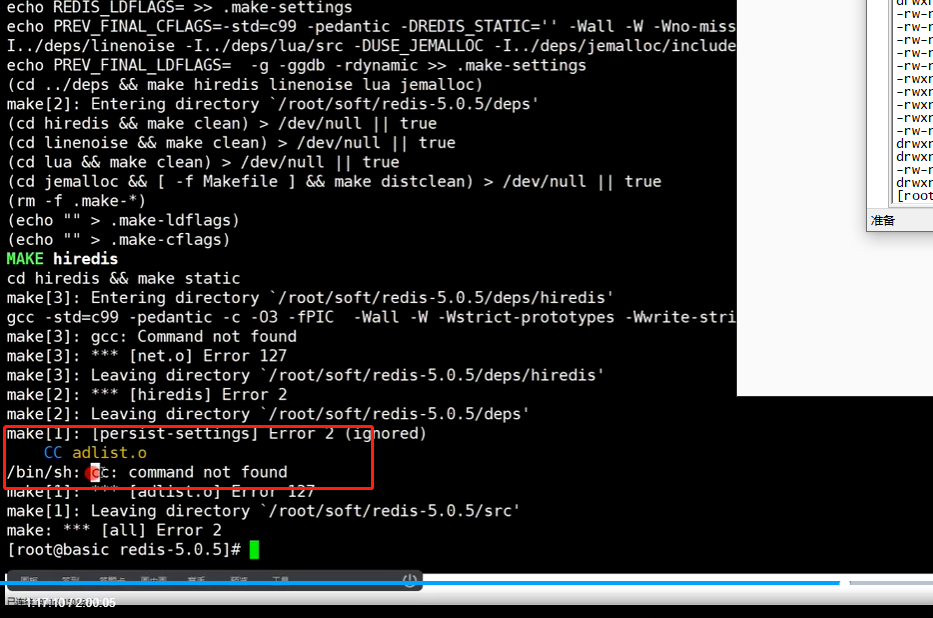 echo REDIS_LDFLAGS= >> .make-settings
echo PREV_FINAL_CFLAGS=-std=c99 -pedantic -DREDIS_STATIC='' -Wall -W -Wno-miss
I../deps/linenoise -I../deps/lua/src -DUSE_JEMALLOC -I../deps/jemalloc/include
echo PREV_FINAL_LDFLAGS=  -g -ggdb -rdynamic >> .make-settings
(cd ../deps && make hiredis linenoise lua jemalloc)
make[2]: Entering directory `/root/soft/redis-5.0.5/deps'
(cd hiredis && make clean) > /dev/null || true
(cd linenoise && make clean) > /dev/null || true
(cd lua && make clean) > /dev/null || true
(cd jemalloc && [ -f Makefile ] && make distclean) > /dev/null || true
(rm -f .make-*)
(echo "" > .make-ldflags)
(echo "" > .make-cflags)
MAKE hiredis
cd hiredis && make static
make[3]: Entering directory `/root/soft/redis-5.0.5/deps/hiredis'
gcc -std=c99 -pedantic -c -O3 -fPIC  -Wall -W -Wstrict-prototypes -Wwrite-stri
make[3]: gcc: Command not found
make[3]: *** [net.o] Error 127
make[3]: Leaving directory `/root/soft/redis-5.0.5/deps/hiredis'
make[2]: *** [hiredis] Error 2
make[2]: Leaving directory `/root/soft/redis-5.0.5/deps'
make[1]: [persist-settings] Error 2 (ignored)
CC adlist.o
/bin/sh: cc: command not found
make[1]: *** [adlist.o] Error 127
make[1]: Leaving directory `/root/soft/redis-5.0.5/src'
make: *** [all] Error 2
[root@basic redis-5.0.5]#
drwxr
-rw-r
-rw-r
-rw-r
-rw-r
-rw-r
-rwxr
-rwxr
-rwxr
-rwxr
-rw-r
drwxr
drwxr
-rw-r
drwxr
[root
准备
1:17:10 / 2:00:05